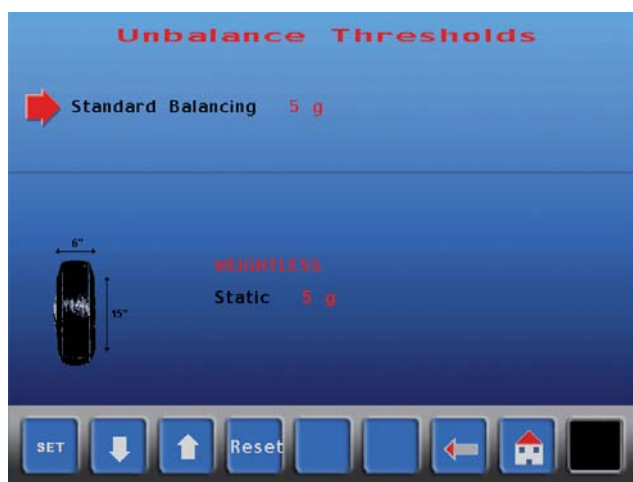 Unbalance Thresholds
Standard Balancing 5 g
6"
WEIGHTLESS
Static 5 g
15"
SET
Reset